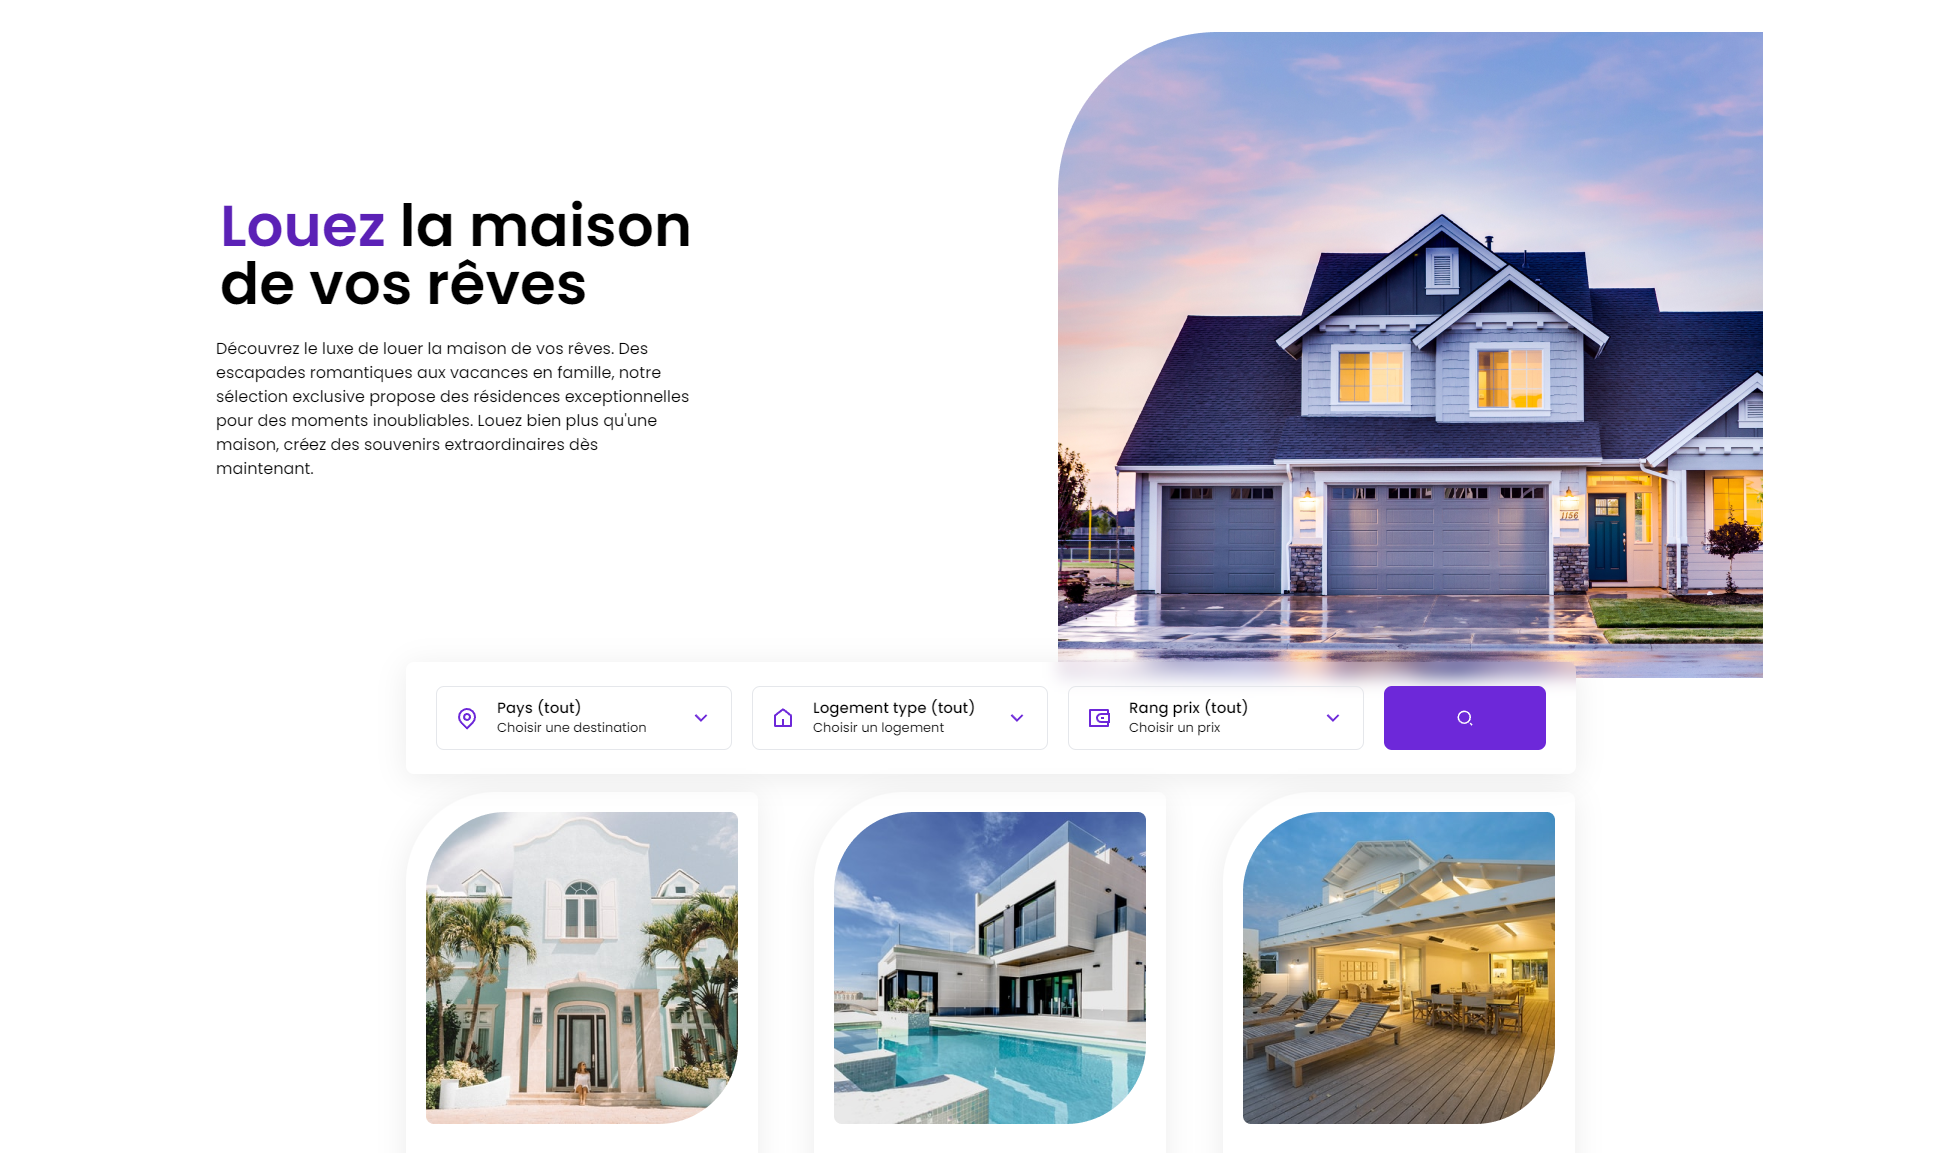 Louez la maison
de vos rêves
Découvrez le luxe de louer la maison de vos rêves. Des
escapades romantiques aux vacances en famille, notre
sélection exclusive propose des résidences exceptionnelles
pour des moments inoubliables. Louez bien plus qu'une
maison, créez des souvenirs extraordinaires dès
maintenant.
1156
Pays (tout)
Choisir une destination
Logement type (tout)
Choisir un logement
Rang prix (tout)
Choisir un prix